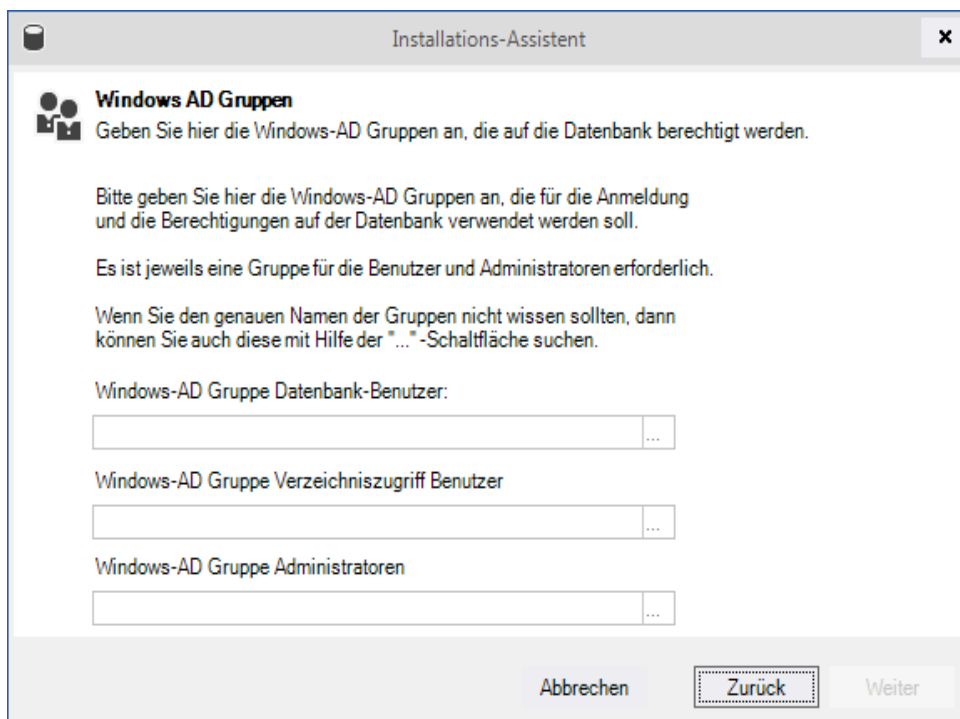 Installations-Assistent
Windows AD Gruppen
Geben Sie hier die Windows-AD Gruppen an, die auf die Datenbank berechtigt werden.
Bitte geben Sie hier die Windows-AD Gruppen an, die für die Anmeldung
und die Berechtigungen auf der Datenbank verwendet werden soll.
Es ist jeweils eine Gruppe für die Benutzer und Administratoren erforderlich.
Wenn Sie den genauen Namen der Gruppen nicht wissen sollten, dann
können Sie auch diese mit Hilfe der "..." -Schaltfläche suchen.
Windows-AD Gruppe Datenbank-Benutzer:
...
Windows-AD Gruppe Verzeichniszugriff Benutzer
...
Windows-AD Gruppe Administratoren
...
Abbrechen Zurück Weiter